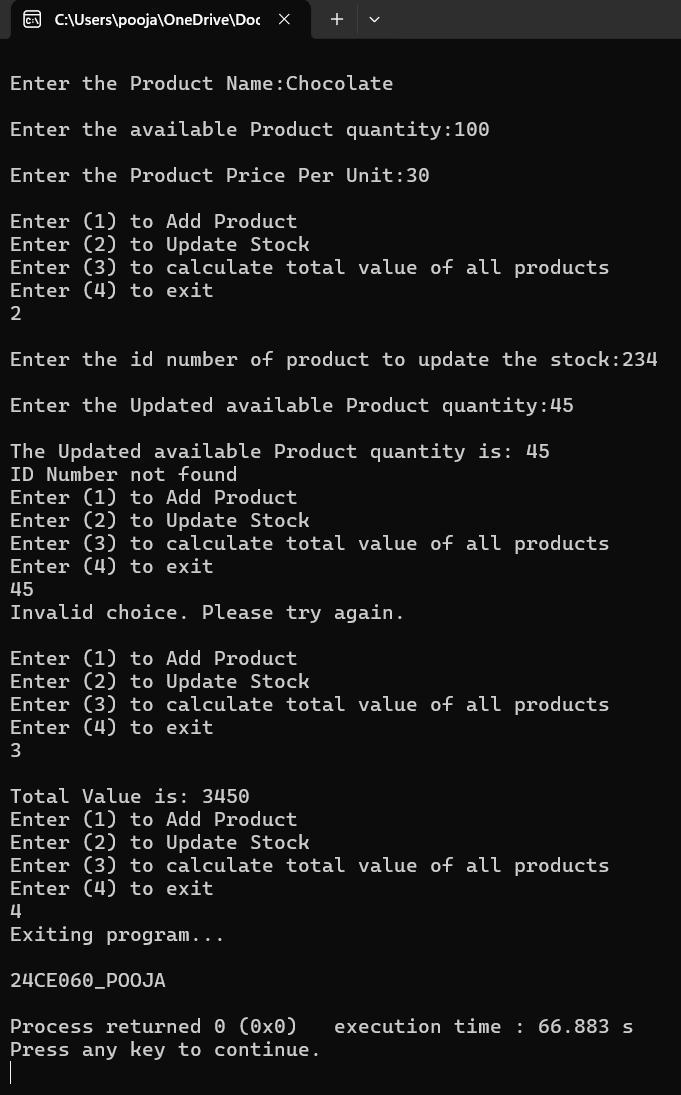 C:\Users\pooja\OneDrive\Doc
Enter the Product Name:Chocolate
Enter the available Product quantity:100
Enter the Product Price Per Unit:30
Enter (1) to Add Product
Enter (2) to Update Stock
Enter (3) to calculate total value of all products
Enter (4) to exit
2
Enter the id number of product to update the stock:234
Enter the Updated available Product quantity:45
The Updated available Product quantity is: 45
ID Number not found
Enter (1) to Add Product
Enter (2) to Update Stock
Enter (3) to calculate total value of all products
Enter (4) to exit
45
Invalid choice. Please try again.
Enter (1) to Add Product
Enter (2) to Update Stock
Enter (3) to calculate total value of all products
Enter (4) to exit
3
Total Value is: 3450
Enter (1) to Add Product
Enter (2) to Update Stock
Enter (3) to calculate total value of all products
Enter (4) to exit
4
Exiting program...
24CE060_POOJA
Process returned 0 (0x0)   execution time : 66.883 s
Press any key to continue.